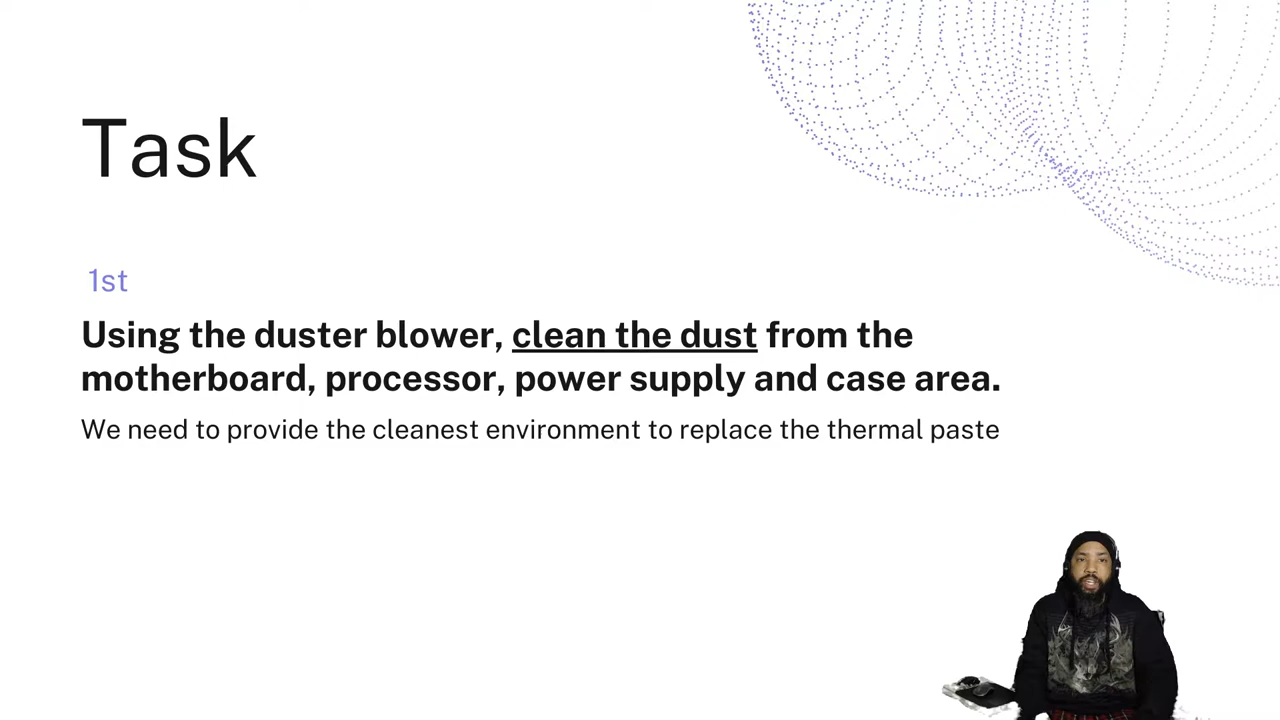 Task
1st
Using the duster blower, clean the dust from the
motherboard, processor, power supply and case area.
We need to provide the cleanest environment to replace the thermal paste